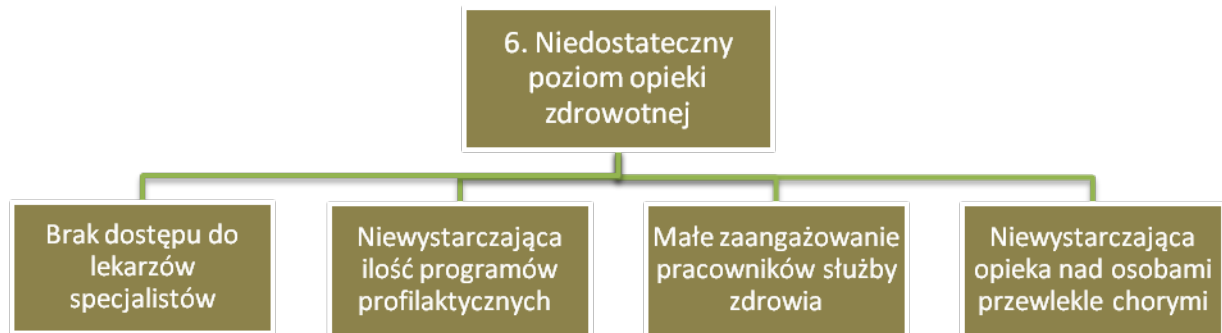 6. Niedostateczny
poziom opieki
zdrowotnej
Brak dostępu do
lekarzów
specjalistów
Niewystarczająca
ilość programów
profilaktycznych
Małe zaangażowanie
pracowników służby
zdrowia
Niewystarczająca
opieka nad osobami
przewlekle chorymi